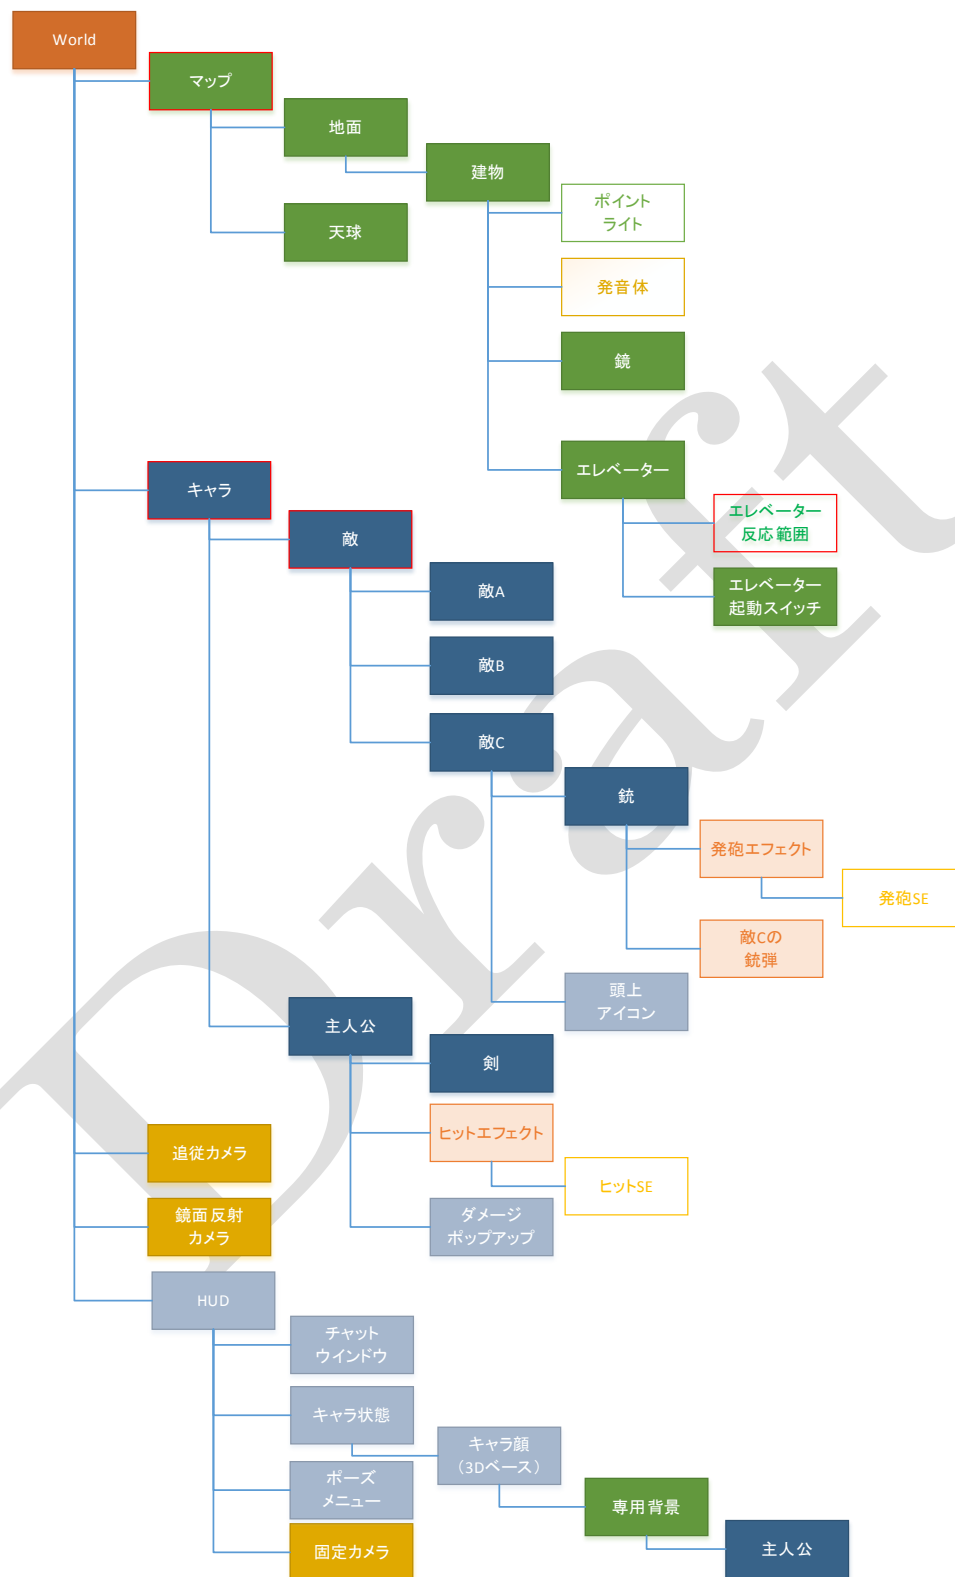 World
マップ
地面
建物
ポイント
ライト
天球
発音体
鏡
エレベーター
キャラ
エレベーター
反応範囲
敵
敵A
エレベーター
起動スイッチ
敵B
敵C
銃
発砲エフェクト
発砲SE
敵Cの
銃弾
頭上
アイコン
主人公
剣
ヒットエフェクト
追従カメラ
ヒットSE
鏡面反射
カメラ
ダメージ
ポップアップ
HUD
チャット
ウインドウ
キャラ状態
キャラ顔
（3Dベース）
ポーズ
メニュー
専用背景
固定カメラ
主人公
Draft